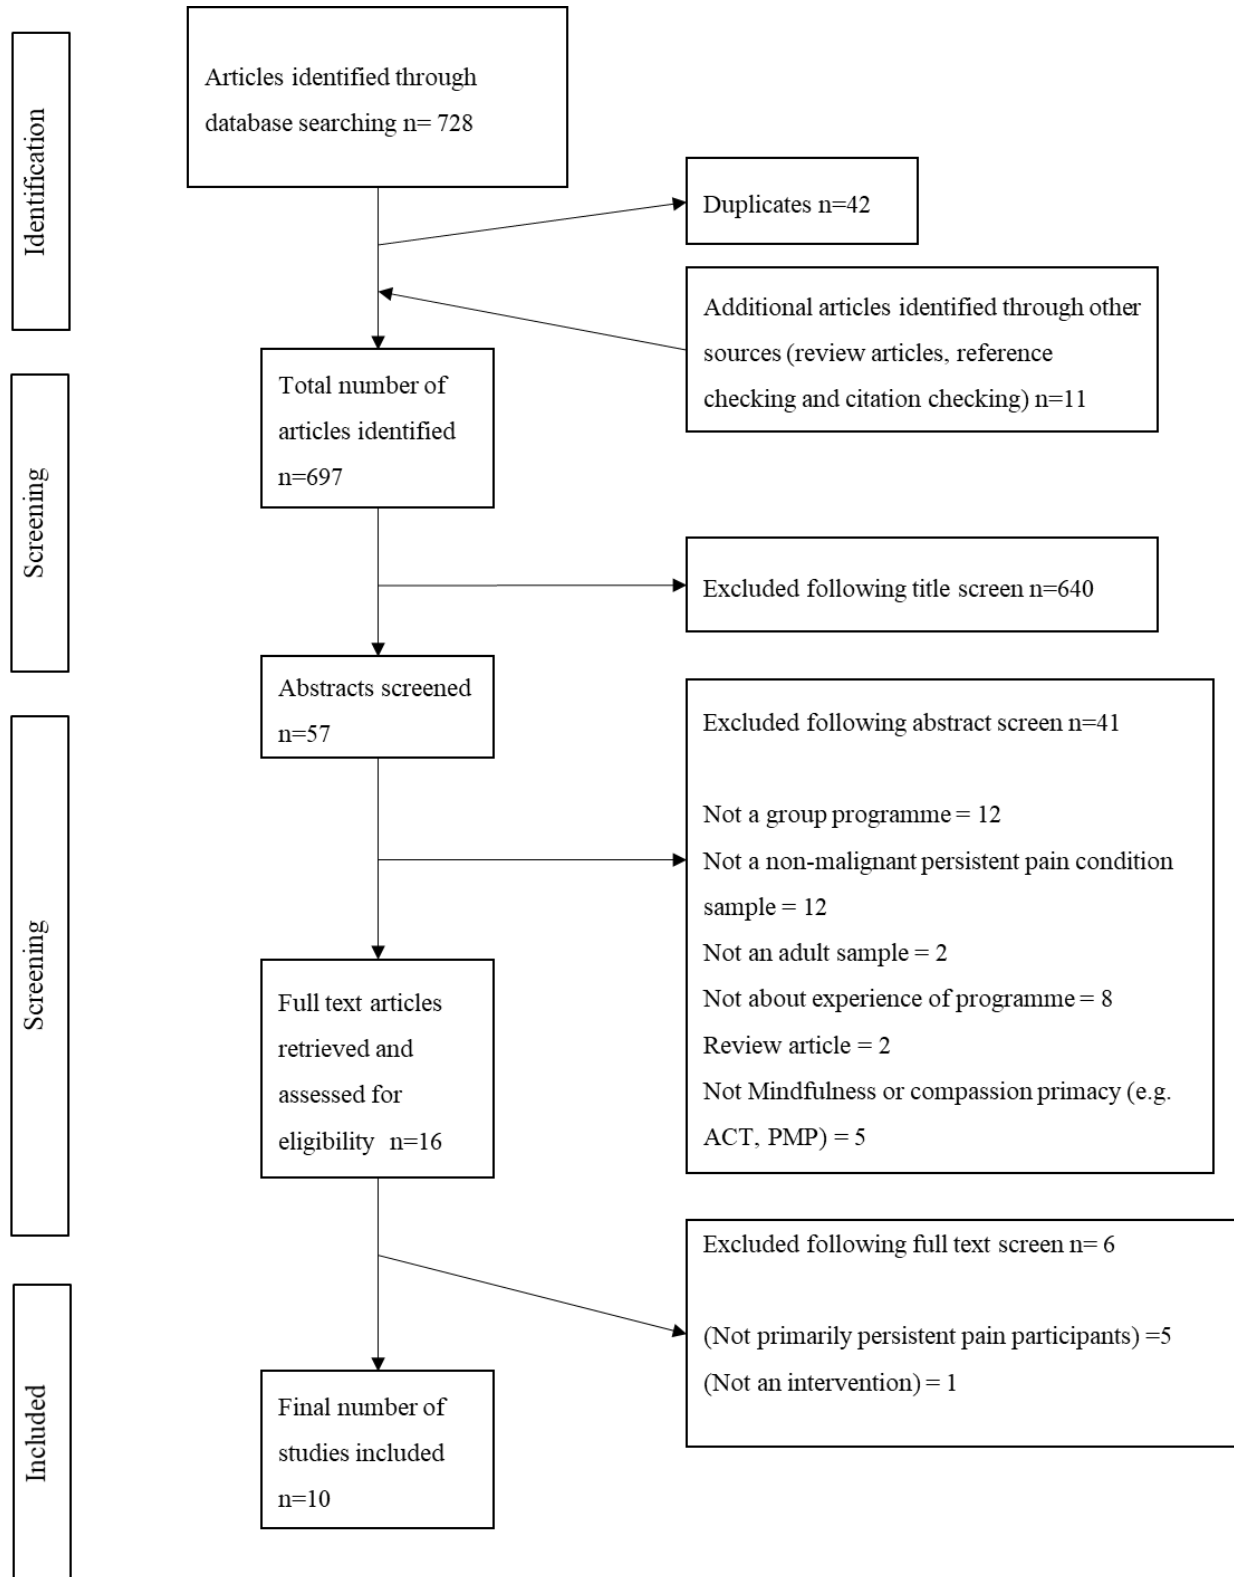 Identification
Articles identified through
database searching n= 728
Duplicates n=42
Additional articles identified through other
sources (review articles, reference
checking and citation checking) n=11
Screening
Total number of
articles identified
n=697
Excluded following title screen n=640
Abstracts screened
n=57
Screening
Excluded following abstract screen n=41
Not a group programme = 12
Not a non-malignant persistent pain condition
sample = 12
Not an adult sample = 2
Not about experience of programme = 8
Review article = 2
Not Mindfulness or compassion primacy (e.g.
ACT, PMP) = 5
Full text articles
retrieved and
assessed for
eligibility n=16
Excluded following full text screen n= 6
(Not primarily persistent pain participants) =5
(Not an intervention) = 1
Included
Final number of
studies included
n=10